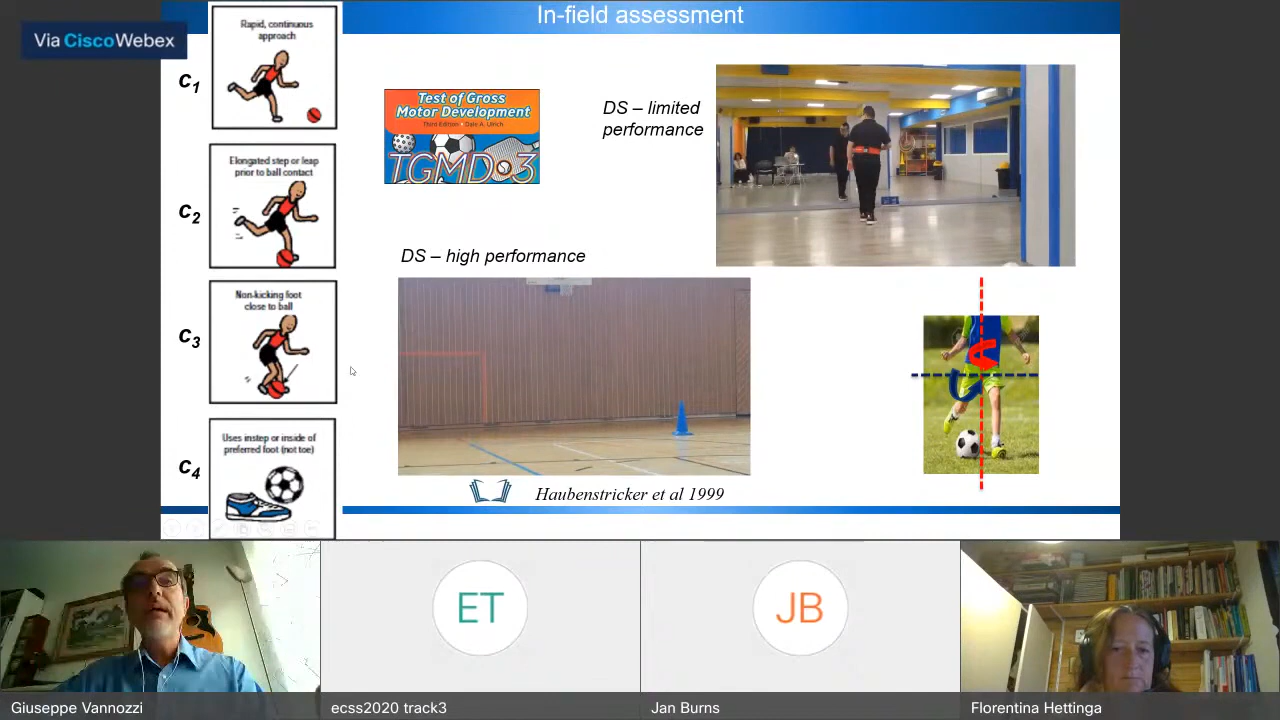 In-field assessment
Via CiscoWebex
c1
Rapid, continuous
approach
c2
Elongated step or leap
prior to ball contact
c3
Non-kicking foot
close to ball
c4
Uses instep or inside of
preferred foot (not toe)
Test of Gross
Motor Development
Third Edition • Dale A. Ulrich
TGMD-3
DS – limited
performance
DS – high performance
Haubenstricker et al 1999
ET
JB
Giuseppe Vannozzi
ecss2020 track3
Jan Burns
Florentina Hettinga